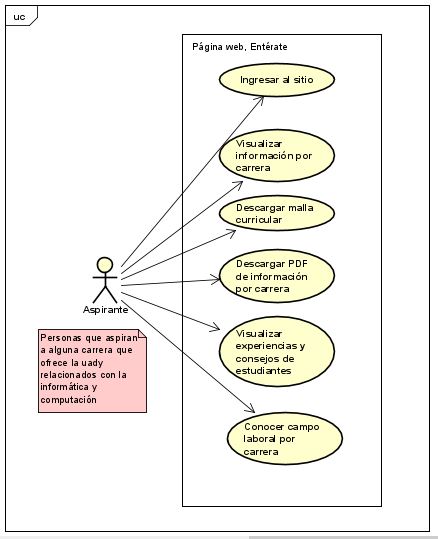 uc
Página web, Entérate
Ingresar al sitio
Visualizar
información por
carrera
Descargar malla
curricular
Descargar PDF
de información
por carrera
Visualizar
experiencias y
consejos de
estudiantes
Conocer campo
laboral por
carrera
Aspirante
Personas que aspiran
a alguna carrera que
ofrece la uady
relacionados con la
informática y
computación